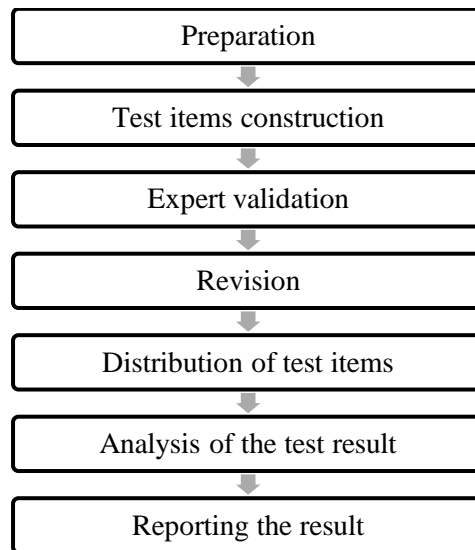 Preparation
Test items construction
Expert validation
Revision
Distribution of test items
Analysis of the test result
Reporting the result